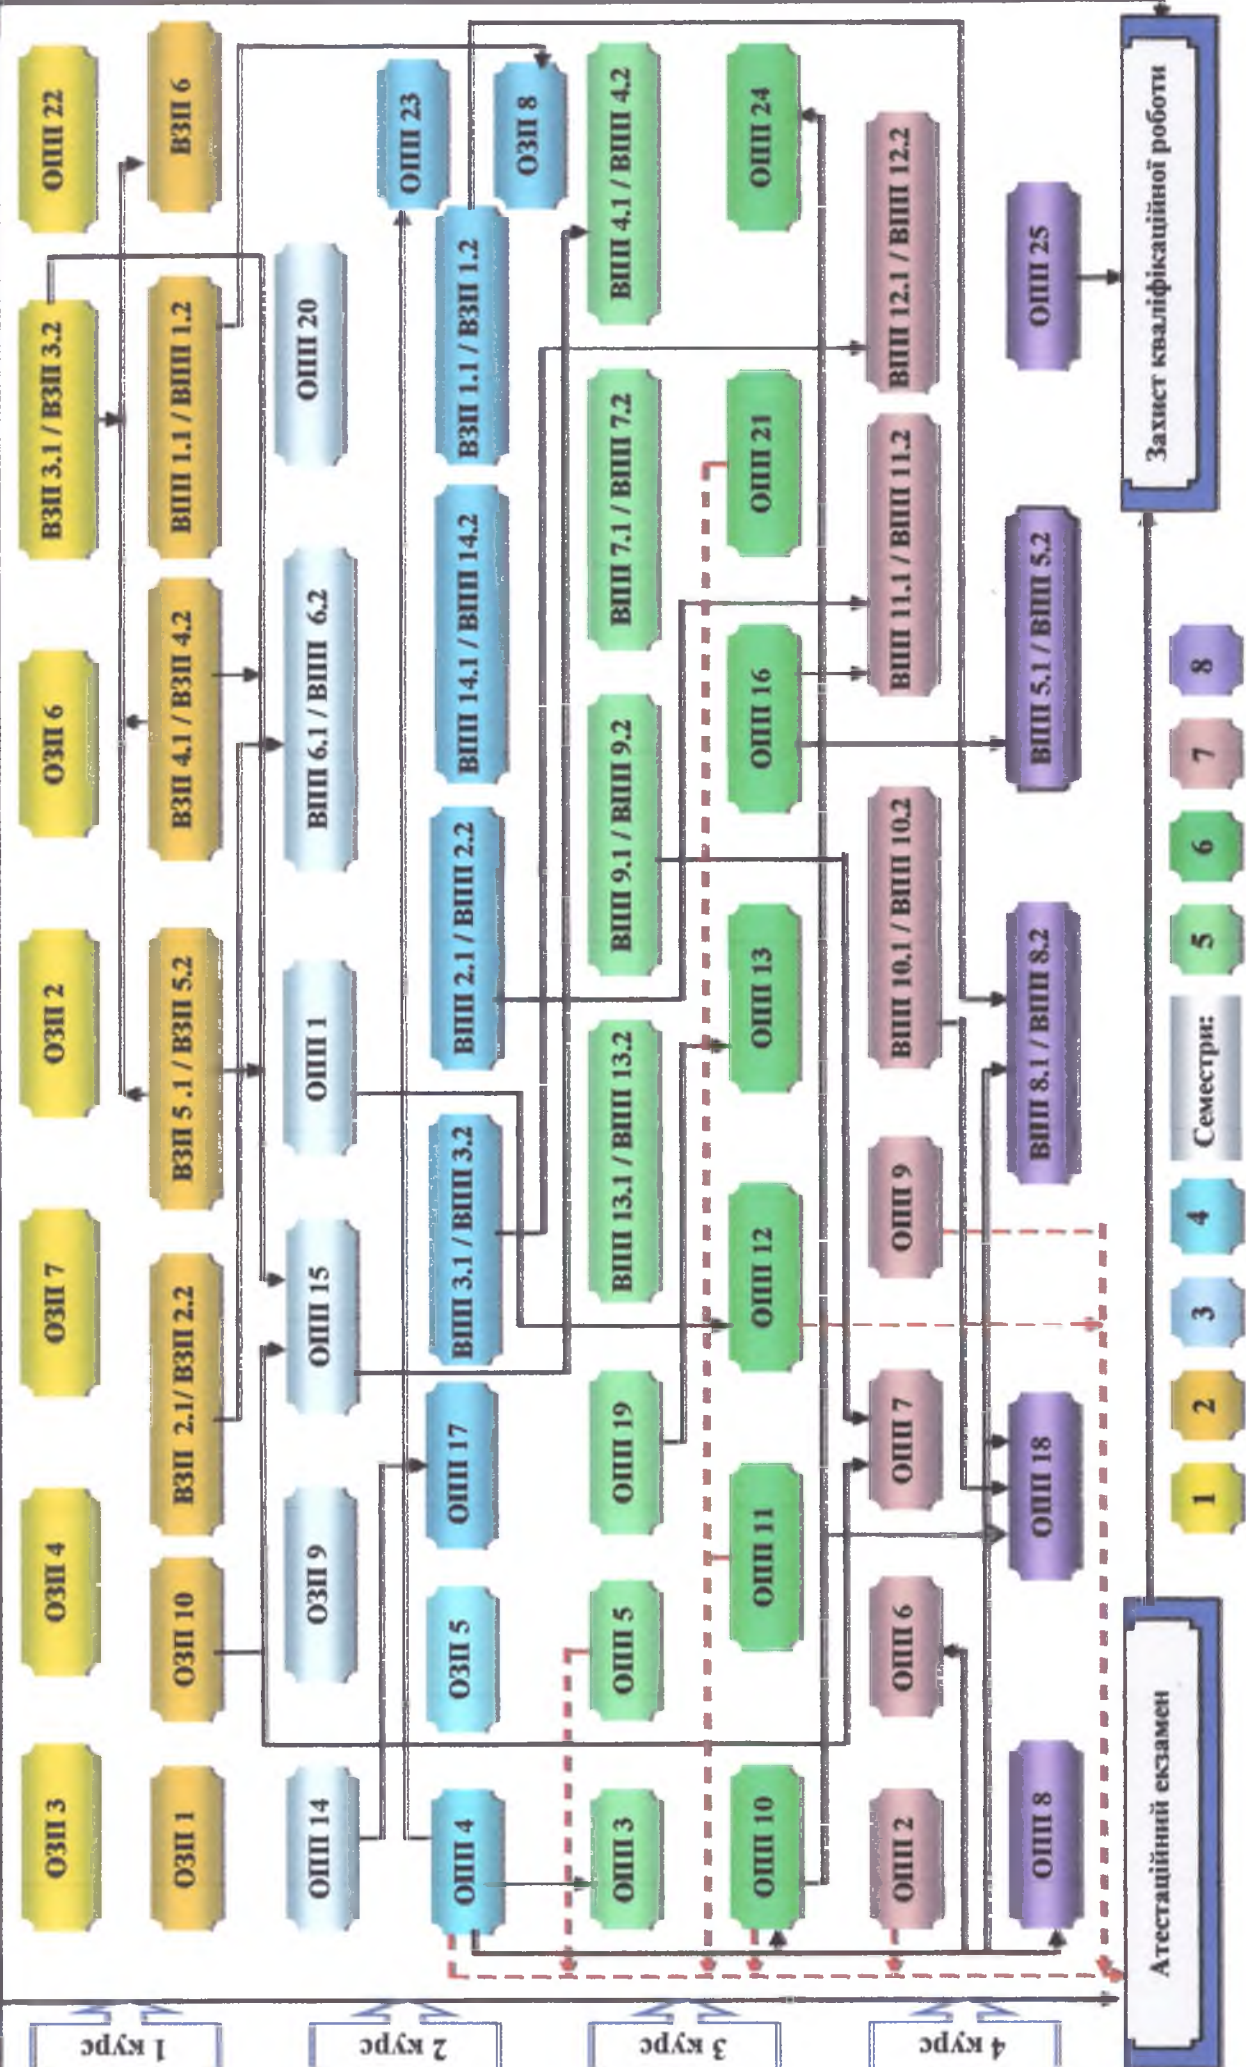 1 курс
ОЗП 3
ОЗП 4
ОЗП 7
ОЗП 2
ОЗП 6
ВЗП 3.1 / ВЗП 3.2
ОПП 22
ОЗП 1
ОЗП 10
ВЗП 2.1/ ВЗП 2.2
ВЗП 5 .1 / ВЗП 5.2
ВЗП 4.1 / ВЗП 4.2
ВПП 1.1 / ВПП 1.2
ВЗП 6
2 курс
ОПП 14
ОЗП 9
ОПП 15
ОПП 1
ВПП 6.1 / ВПП 6.2
ОПП 20
ОПП 23
ОПП 4
ОЗП 5
ОПП 17
ВПП 3.1 / ВПП 3.2
ВПП 2.1 / ВПП 2.2
ВПП 14.1 / ВПП 14.2
ВЗП 1.1 / ВЗП 1.2
ОЗП 8
3 курс
ОПП 3
ОПП 5
ОПП 19
ВПП 13.1 / ВПП 13.2
ВПП 9.1 / ВПП 9.2
ВПП 7.1 / ВПП 7.2
ВПП 4.1 / ВПП 4.2
ОПП 10
ОПП 11
ОПП 12
ОПП 13
ОПП 16
ОПП 21
ОПП 24
4 курс
ОПП 2
ОПП 6
ОПП 7
ОПП 9
ВПП 10.1 / ВПП 10.2
ВПП 11.1 / ВПП 11.2
ВПП 12.1 / ВПП 12.2
ОПП 8
ОПП 18
ВПП 8.1 / ВПП 8.2
ВПП 5.1 / ВПП 5.2
ОПП 25
Атестаційний екзамен
Захист кваліфікаційної роботи
1
2
3
4
Семестри:
5
6
7
8